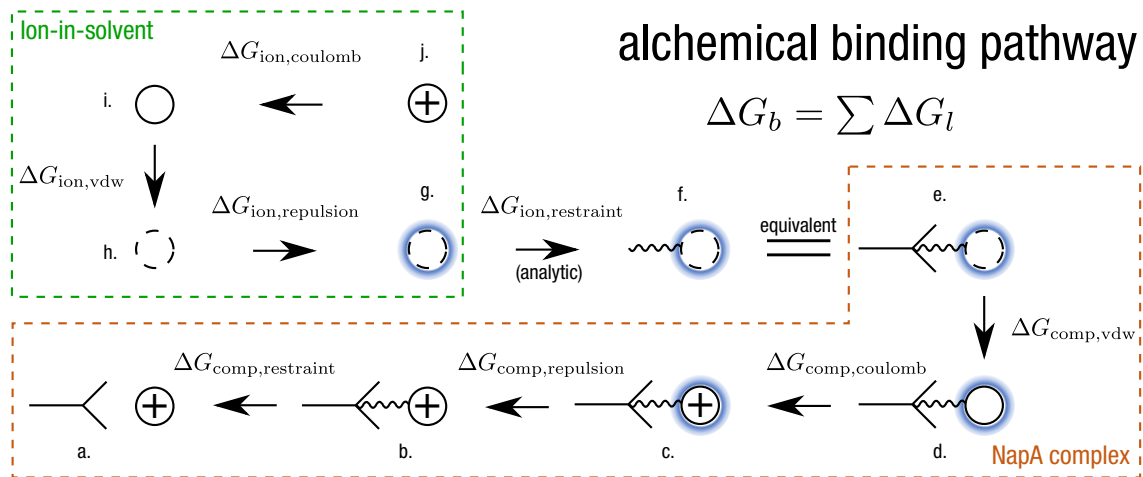 Ion-in-solvent
alchemical binding pathway
ΔG_b = ∑ ΔG_l
ΔG_ion,coulomb
j.
i.
+
ΔG_ion,vdw
ΔG_ion,repulsion
g.
h.
ΔG_ion,restraint
(analytic)
f.
equivalent
e.
ΔG_comp,vdw
ΔG_comp,restraint
ΔG_comp,repulsion
ΔG_comp,coulomb
+
+
+
a.
b.
c.
d.
NapA complex